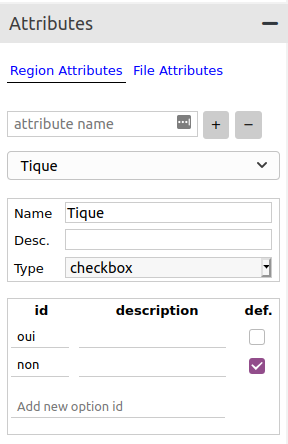 Attributes
Region Attributes File Attributes
attribute name + −
Tique
Name Tique
Desc.
Type checkbox
id description def.
oui
non
Add new option id